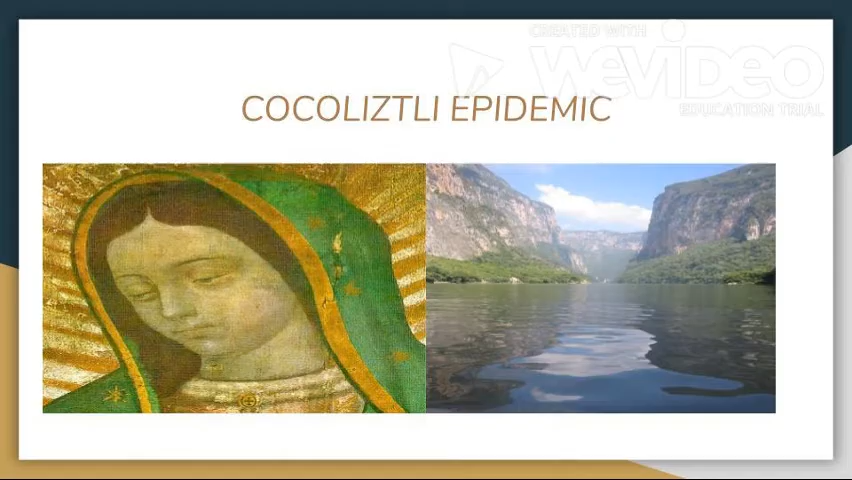 CREATED WITH
WeVideo
EDUCATION TRIAL
COCOLIZTLI EPIDEMIC